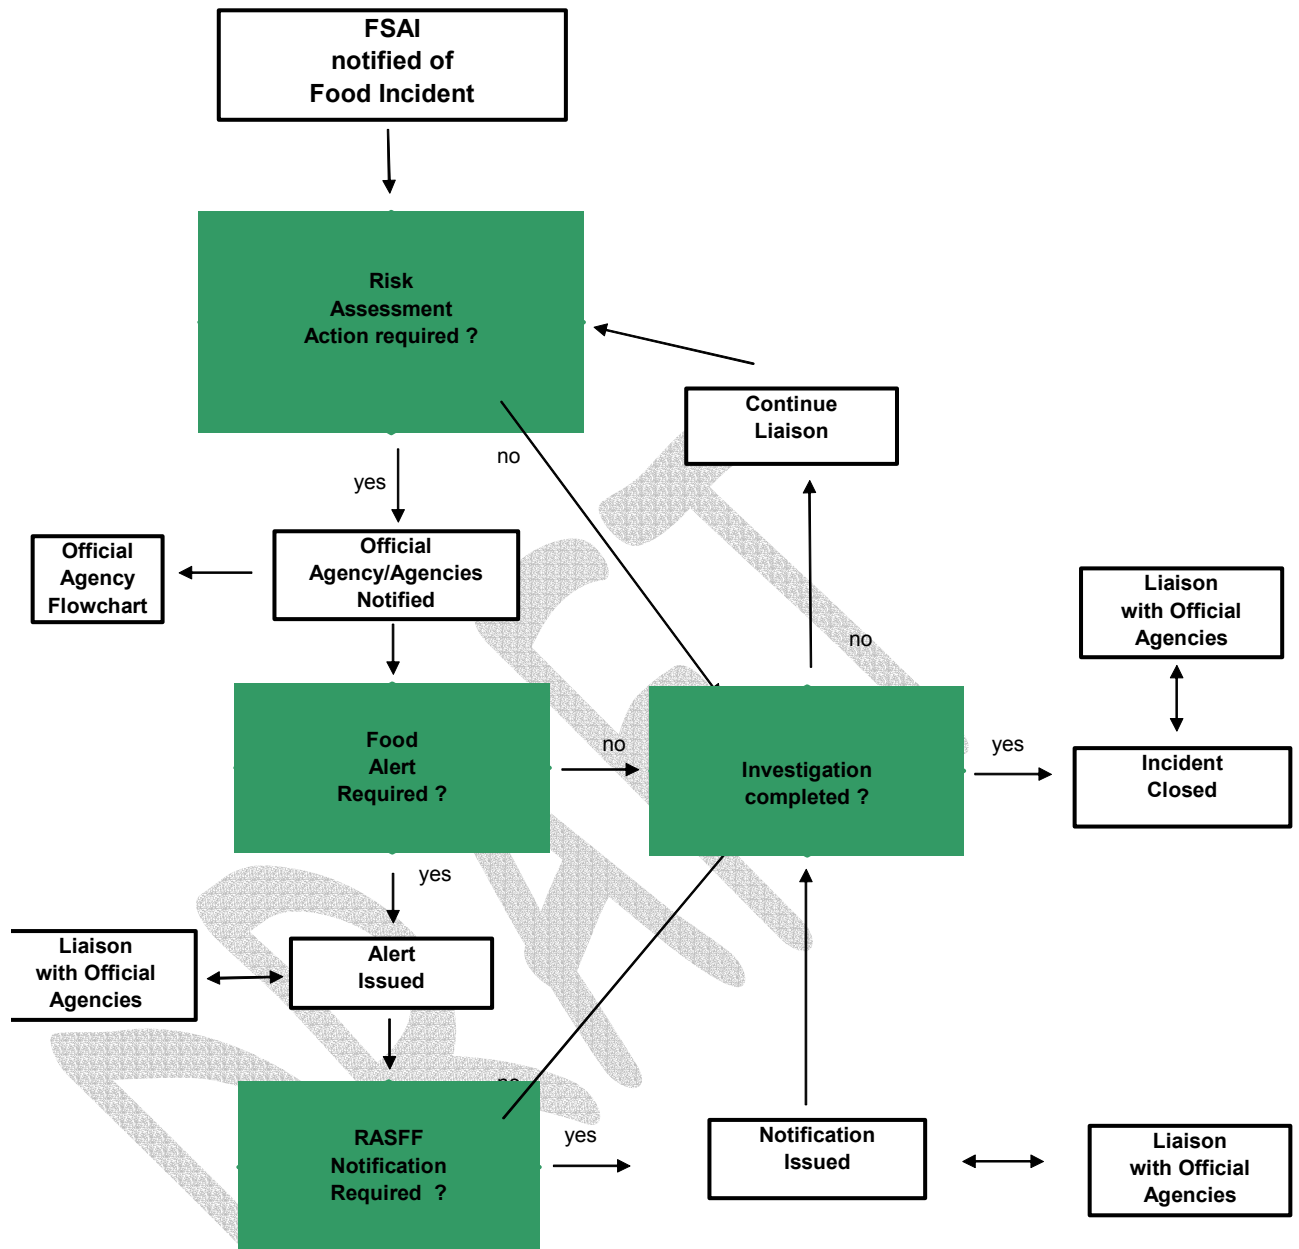 FSAI
notified of
Food Incident
Risk
Assessment
Action required ?
Continue
Liaison
no
yes
Official
Agency
Flowchart
Official
Agency/Agencies
Notified
Liaison
with Official
Agencies
no
Food
Alert
Required ?
no
Investigation
completed ?
yes
Incident
Closed
yes
Liaison
with Official
Agencies
Alert
Issued
no
RASFF
Notification
Required ?
yes
Notification
Issued
Liaison
with Official
Agencies
DRAFT